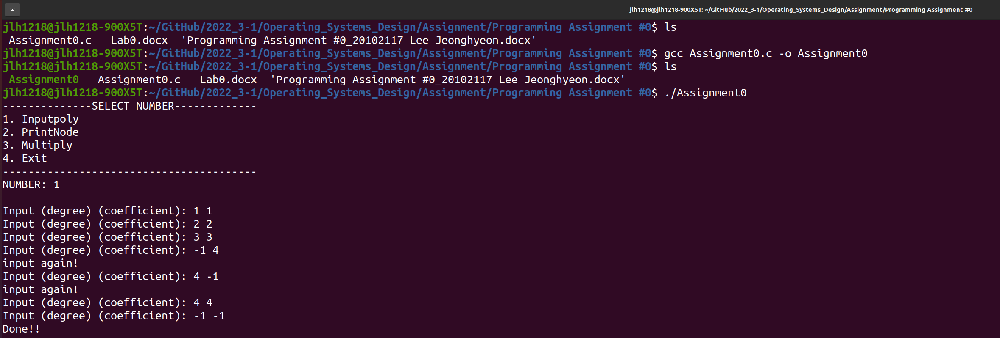 jlh1218@jlh1218-900X5T: ~/GitHub/2022_3-1/Operating_Systems_Design/Assignment/Programming Assignment #0
jlh1218@jlh1218-900X5T:~/GitHub/2022_3-1/Operating_Systems_Design/Assignment/Programming Assignment #0$ ls
 Assignment0.c   Lab0.docx  'Programming Assignment #0_20102117 Lee Jeonghyeon.docx'
jlh1218@jlh1218-900X5T:~/GitHub/2022_3-1/Operating_Systems_Design/Assignment/Programming Assignment #0$ gcc Assignment0.c -o Assignment0
jlh1218@jlh1218-900X5T:~/GitHub/2022_3-1/Operating_Systems_Design/Assignment/Programming Assignment #0$ ls
 Assignment0   Assignment0.c   Lab0.docx  'Programming Assignment #0_20102117 Lee Jeonghyeon.docx'
jlh1218@jlh1218-900X5T:~/GitHub/2022_3-1/Operating_Systems_Design/Assignment/Programming Assignment #0$ ./Assignment0
--------------SELECT NUMBER-------------
1. Inputpoly
2. PrintNode
3. Multiply
4. Exit
----------------------------------------
NUMBER: 1
Input (degree) (coefficient): 1 1
Input (degree) (coefficient): 2 2
Input (degree) (coefficient): 3 3
Input (degree) (coefficient): -1 4
input again!
Input (degree) (coefficient): 4 -1
input again!
Input (degree) (coefficient): 4 4
Input (degree) (coefficient): -1 -1
Done!!